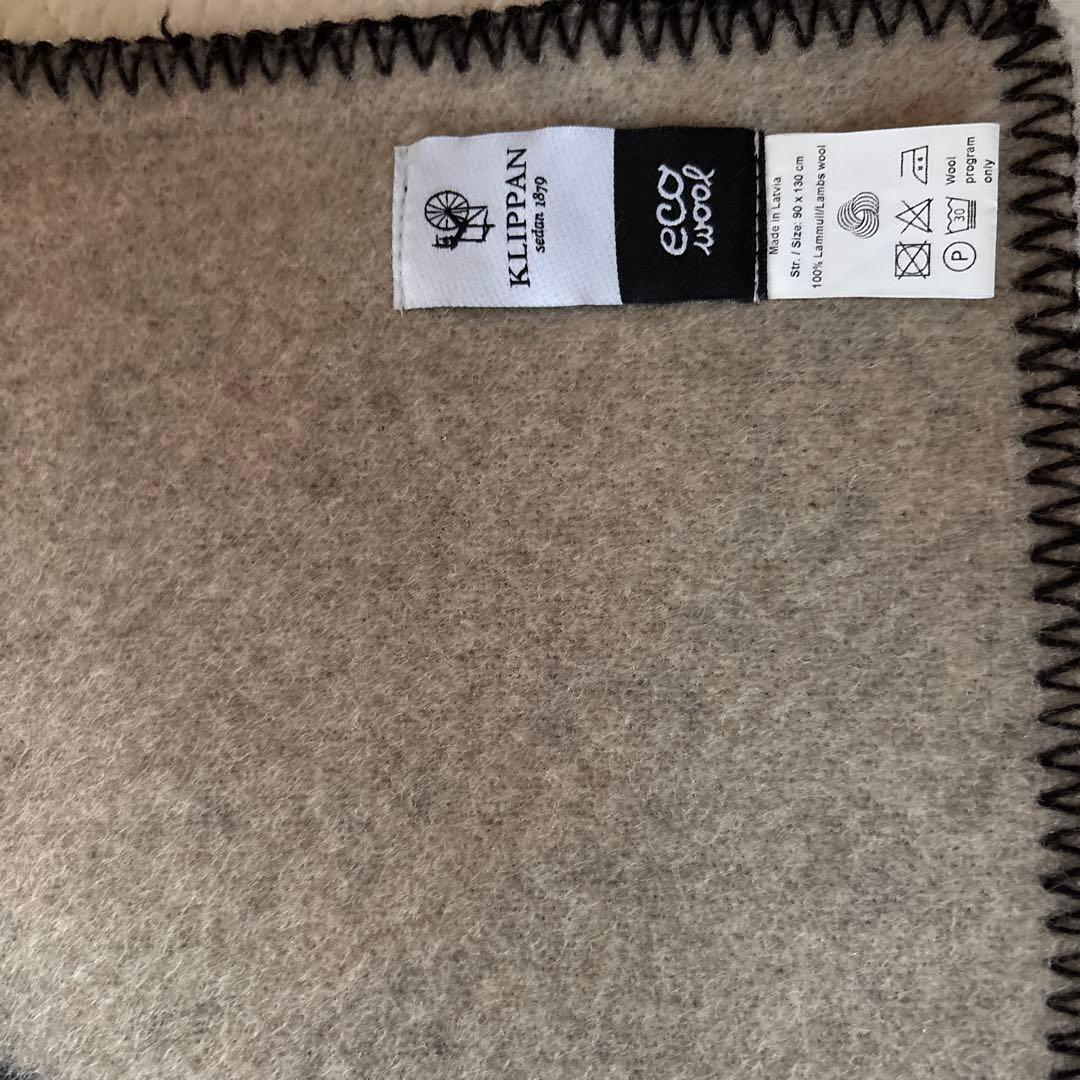 KLIPPAN
sedan 1879
eco
wool
Made in Latvia
Str. / Size: 90 x 130 cm
100% Lammull/Lambs wool
30
P
Wool
program
only